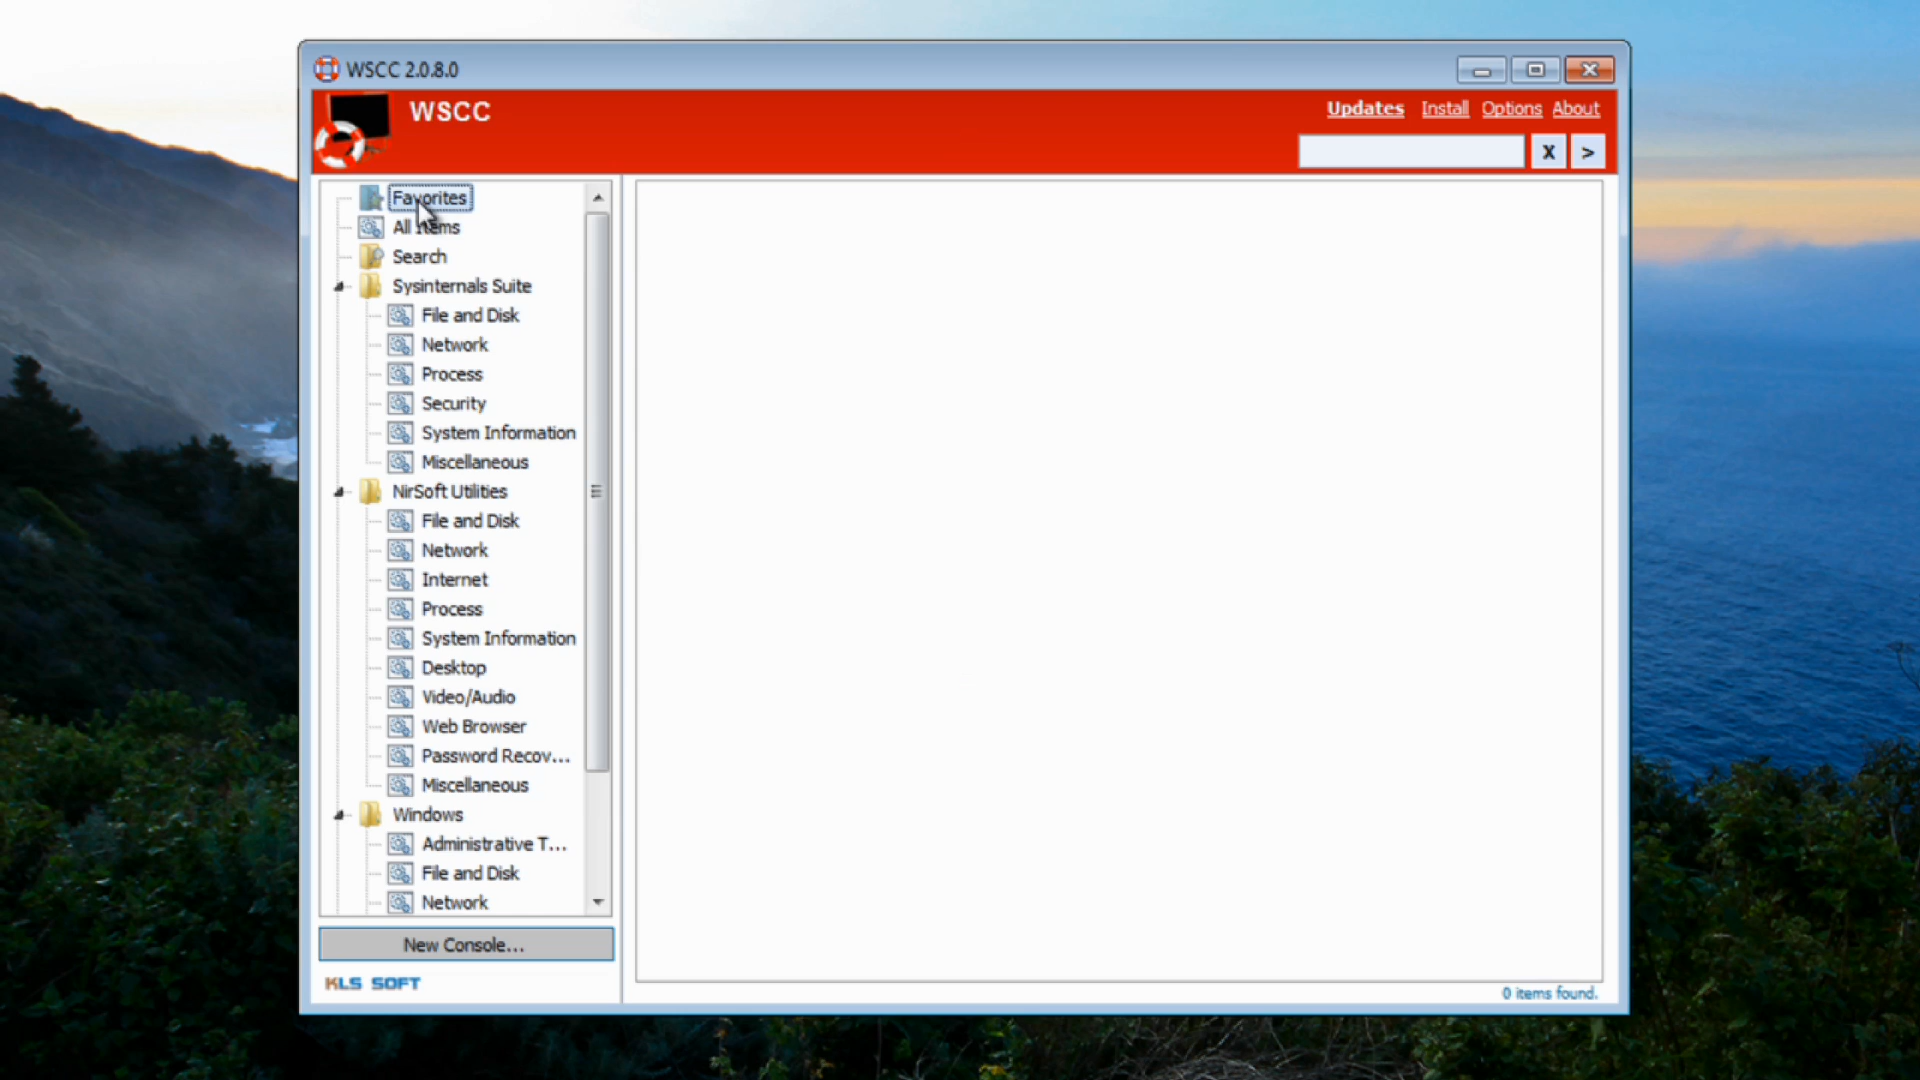 WSCC 2.0.8.0
WSCC
Updates Install Options About
X >
Favorites
All Items
Search
Sysinternals Suite
File and Disk
Network
Process
Security
System Information
Miscellaneous
NirSoft Utilities
File and Disk
Network
Internet
Process
System Information
Desktop
Video/Audio
Web Browser
Password Recov...
Miscellaneous
Windows
Administrative T...
File and Disk
Network
New Console...
KLS SOFT
0 items found.